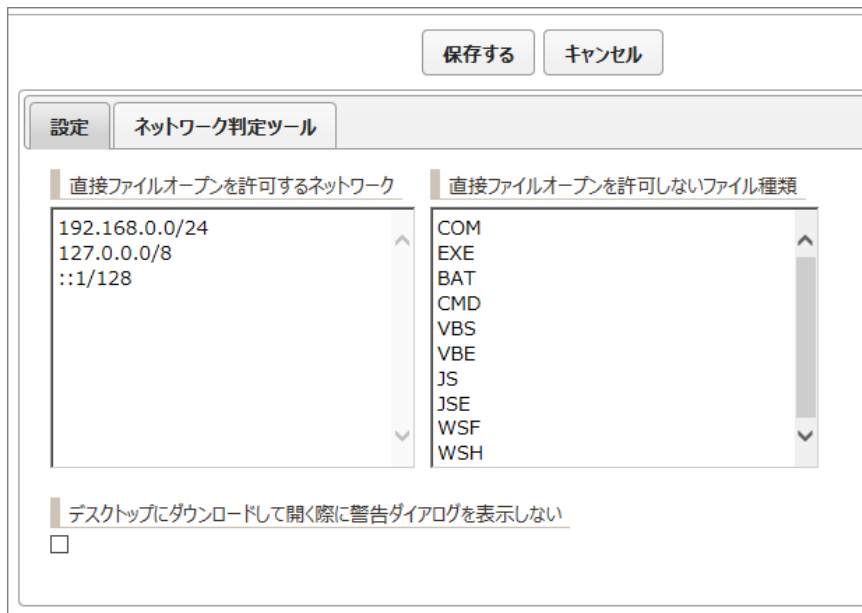 保存する キャンセル
設定 ネットワーク判定ツール
直接ファイルオープンを許可するネットワーク
192.168.0.0/24
127.0.0.0/8
::1/128
直接ファイルオープンを許可しないファイル種類
COM
EXE
BAT
CMD
VBS
VBE
JS
JSE
WSF
WSH
デスクトップにダウンロードして開く際に警告ダイアログを表示しない